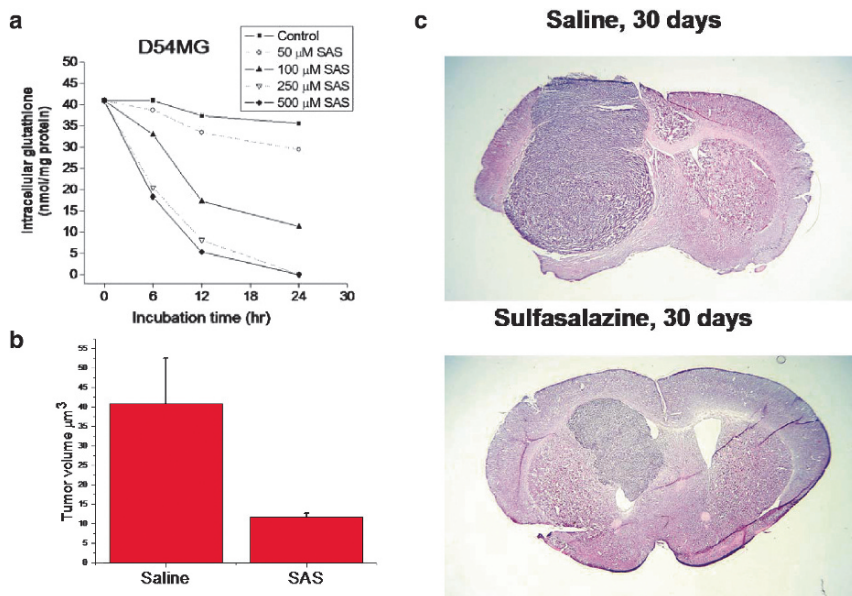 a
D54MG
Control
50 µM SAS
100 µM SAS
250 µM SAS
500 µM SAS
Intracellular glutathione
(nmol/mg protein)
50
45
40
35
30
25
20
15
10
5
0
0 6 12 18 24 30
Incubation time (hr)
b
Tumor volume µm³
55
50
45
40
35
30
25
20
15
10
5
0
Saline SAS
c
Saline, 30 days
Sulfasalazine, 30 days